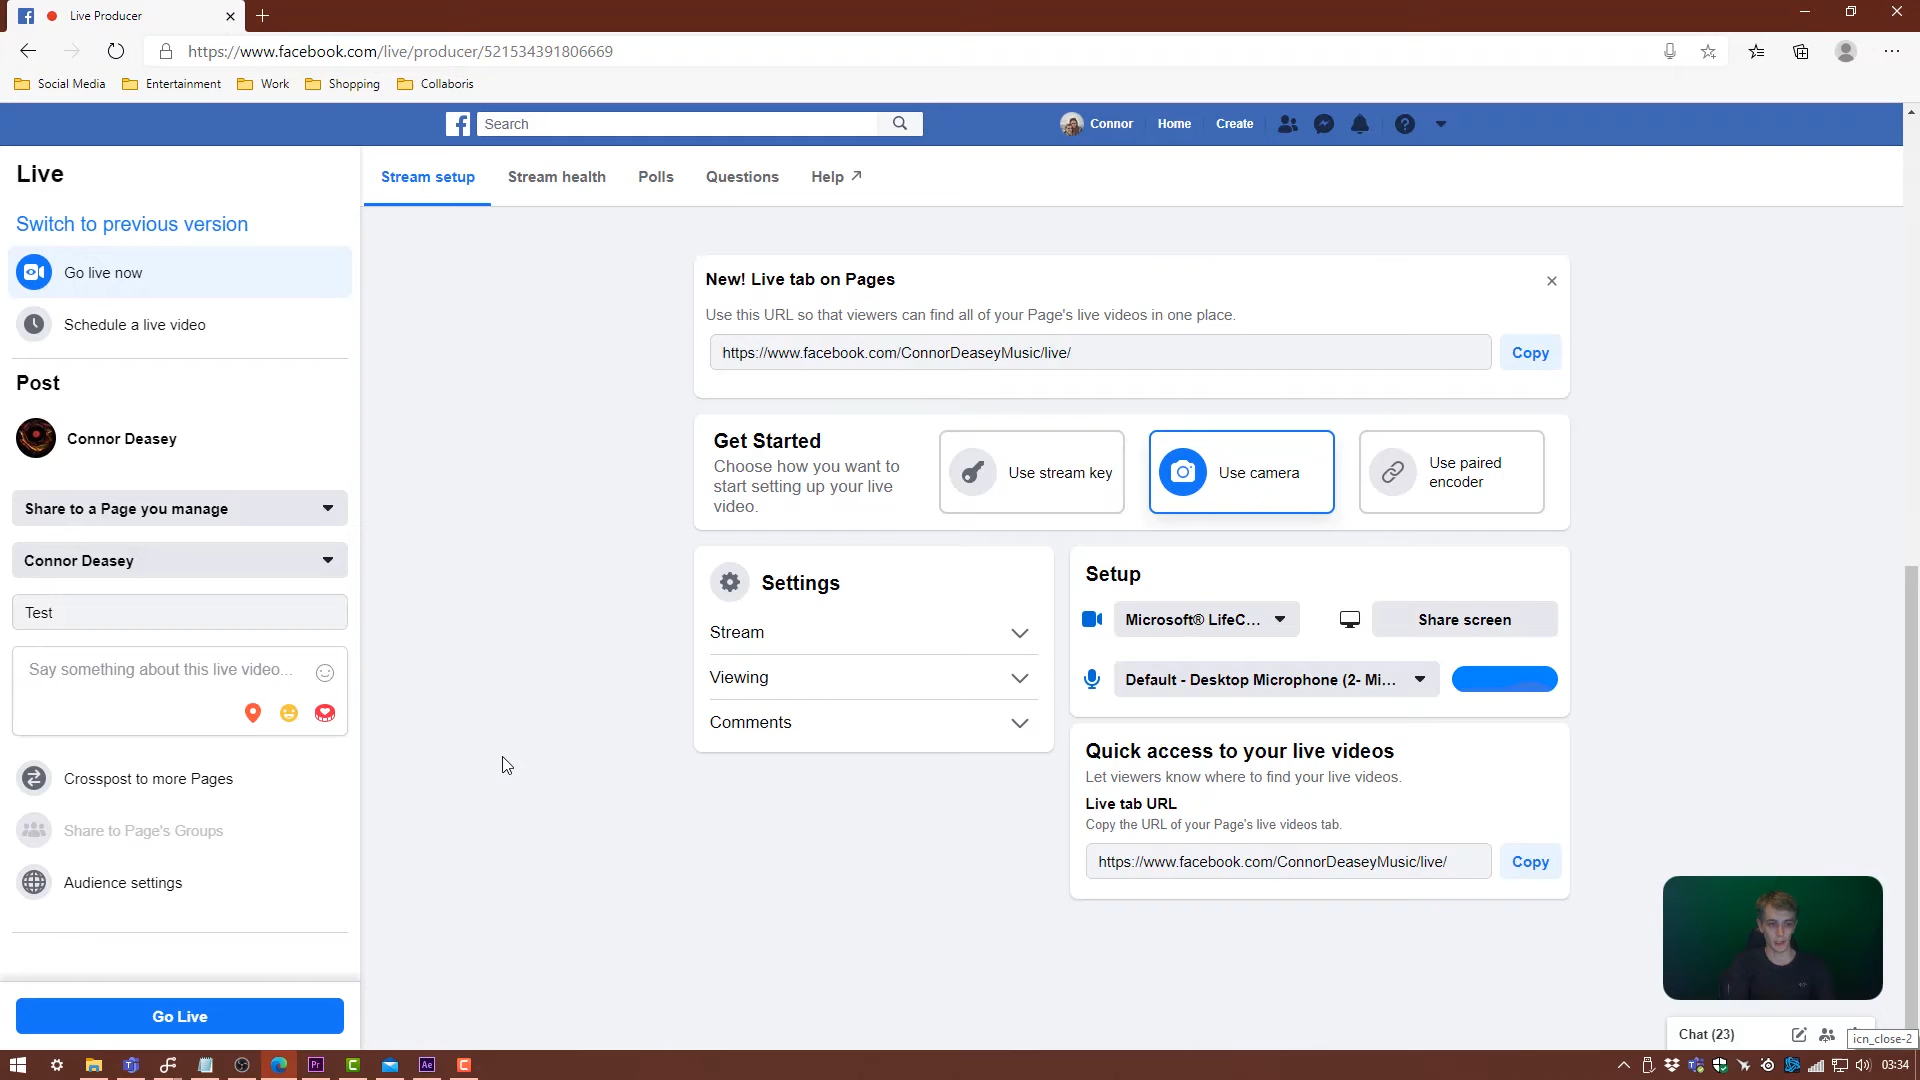 Live Producer
https://www.facebook.com/live/producer/521534391806669
Social Media
Entertainment
Work
Shopping
Collaboris
Search
Connor
Home
Create
Live
Switch to previous version
Go live now
Schedule a live video
Post
Connor Deasey
Share to a Page you manage
Connor Deasey
Test
Say something about this live video...
Crosspost to more Pages
Share to Page's Groups
Audience settings
Go Live
Stream setup
Stream health
Polls
Questions
Help
New! Live tab on Pages
Use this URL so that viewers can find all of your Page's live videos in one place.
https://www.facebook.com/ConnorDeaseyMusic/live/
Copy
Get Started
Choose how you want to
start setting up your live
video.
Use stream key
Use camera
Use paired
encoder
Settings
Stream
Viewing
Comments
Setup
Microsoft® LifeC...
Share screen
Default - Desktop Microphone (2- Mi...
Quick access to your live videos
Let viewers know where to find your live videos.
Live tab URL
Copy the URL of your Page's live videos tab.
https://www.facebook.com/ConnorDeaseyMusic/live/
Copy
Chat (23)
icn_close-2
Pr
C
Ae
C
03:34